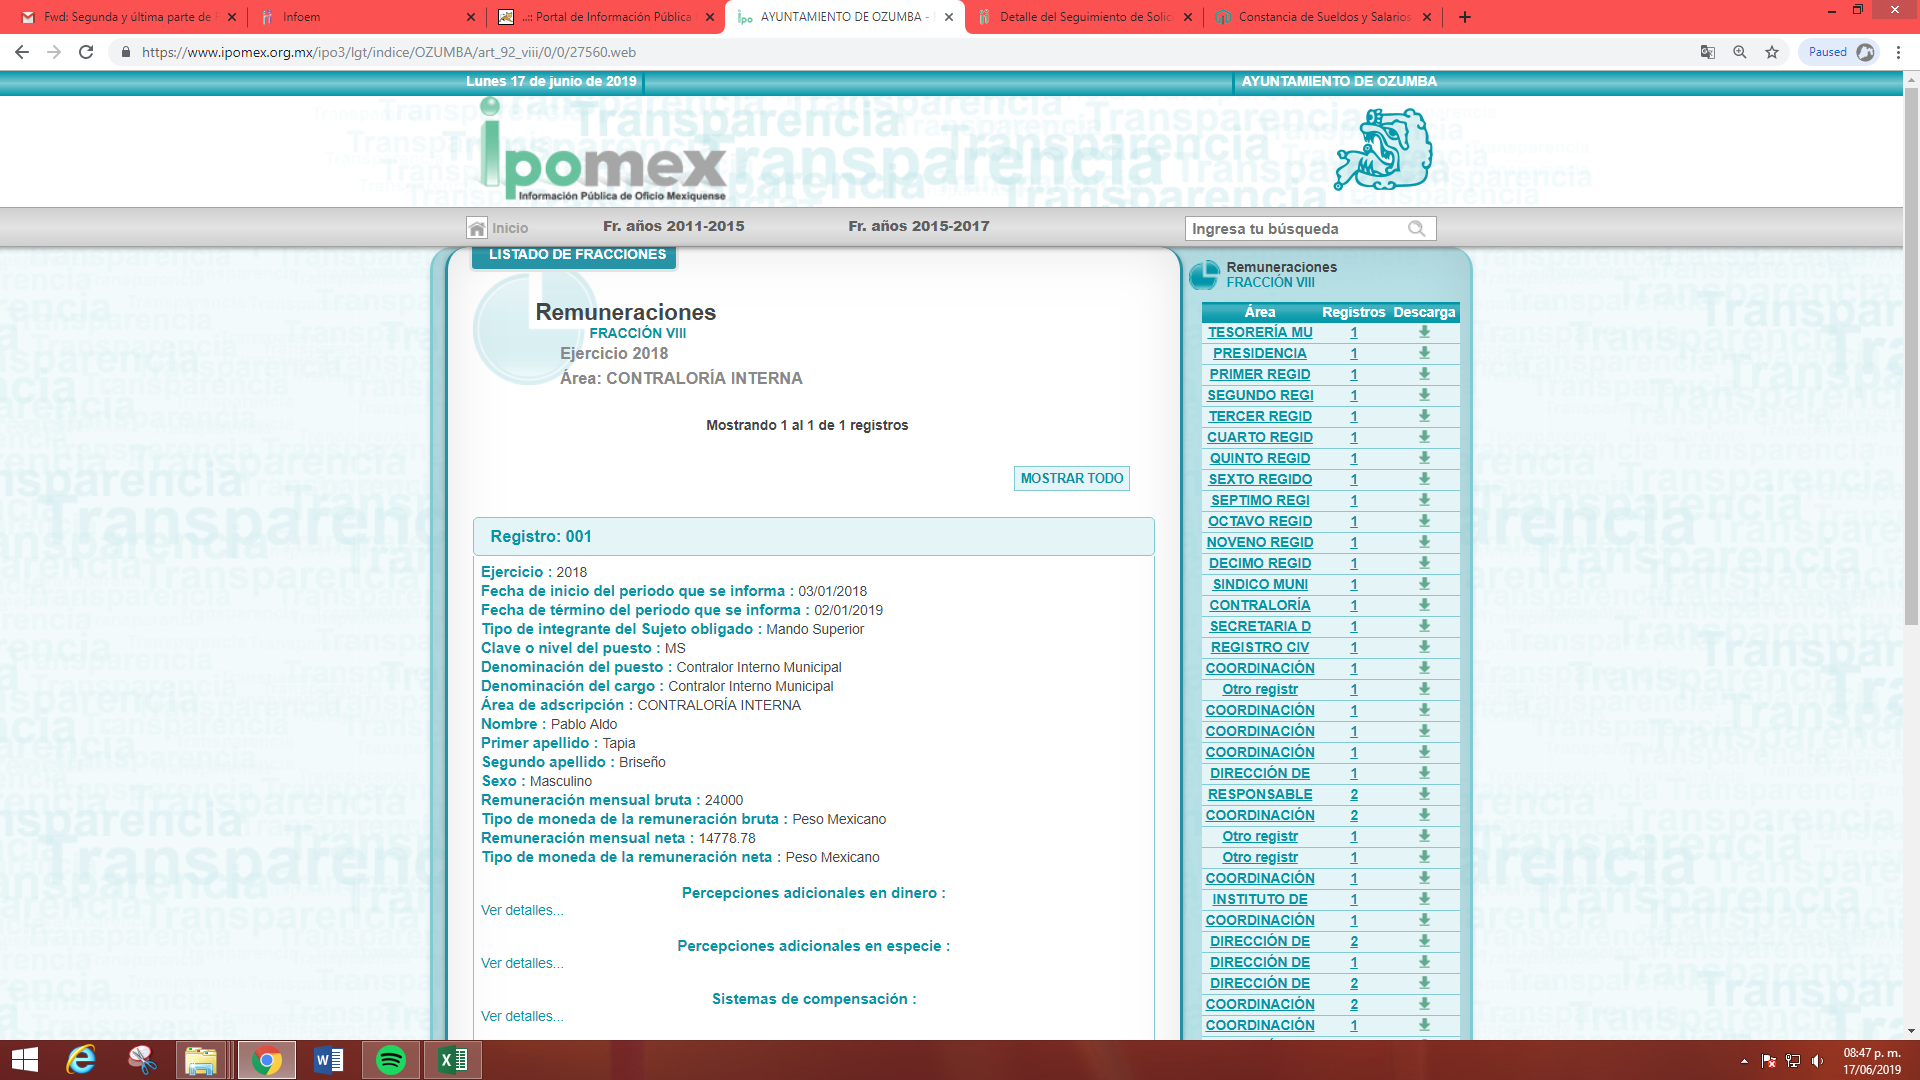 Fwd: Segunda y última parte de
Infoem
..:: Portal de Información Pública
AYUNTAMIENTO DE OZUMBA -
Detalle del Seguimiento de Solic
Constancia de Sueldos y Salarios
https://www.ipomex.org.mx/ipo3/lgt/indice/OZUMBA/art_92_viii/0/0/27560.web
Paused
Lunes 17 de junio de 2019
AYUNTAMIENTO DE OZUMBA
ipomex
Información Pública de Oficio Mexiquense
Transparencia
Inicio
Fr. años 2011-2015
Fr. años 2015-2017
Ingresa tu búsqueda
LISTADO DE FRACCIONES
Remuneraciones
FRACCIÓN VIII
Ejercicio 2018
Área: CONTRALORÍA INTERNA
Mostrando 1 al 1 de 1 registros
MOSTRAR TODO
Registro: 001
Ejercicio : 2018
Fecha de inicio del periodo que se informa : 03/01/2018
Fecha de término del periodo que se informa : 02/01/2019
Tipo de integrante del Sujeto obligado : Mando Superior
Clave o nivel del puesto : MS
Denominación del puesto : Contralor Interno Municipal
Denominación del cargo : Contralor Interno Municipal
Área de adscripción : CONTRALORÍA INTERNA
Nombre : Pablo Aldo
Primer apellido : Tapia
Segundo apellido : Briseño
Sexo : Masculino
Remuneración mensual bruta : 24000
Tipo de moneda de la remuneración bruta : Peso Mexicano
Remuneración mensual neta : 14778.78
Tipo de moneda de la remuneración neta : Peso Mexicano
Percepciones adicionales en dinero :
Ver detalles...
Percepciones adicionales en especie :
Ver detalles...
Sistemas de compensación :
Ver detalles...
Remuneraciones
FRACCIÓN VIII
Área Registros Descarga
TESORERÍA MU 1
PRESIDENCIA 1
PRIMER REGID 1
SEGUNDO REGI 1
TERCER REGID 1
CUARTO REGID 1
QUINTO REGID 1
SEXTO REGIDO 1
SEPTIMO REGI 1
OCTAVO REGID 1
NOVENO REGID 1
DECIMO REGID 1
SINDICO MUNI 1
CONTRALORÍA 1
SECRETARIA D 1
REGISTRO CIV 1
COORDINACIÓN 1
Otro registr 1
COORDINACIÓN 1
COORDINACIÓN 1
COORDINACIÓN 1
DIRECCIÓN DE 1
RESPONSABLE 2
COORDINACIÓN 2
Otro registr 1
Otro registr 1
COORDINACIÓN 1
INSTITUTO DE 1
COORDINACIÓN 1
DIRECCIÓN DE 2
DIRECCIÓN DE 1
DIRECCIÓN DE 2
COORDINACIÓN 2
COORDINACIÓN 1
08:47 p. m.
17/06/2019